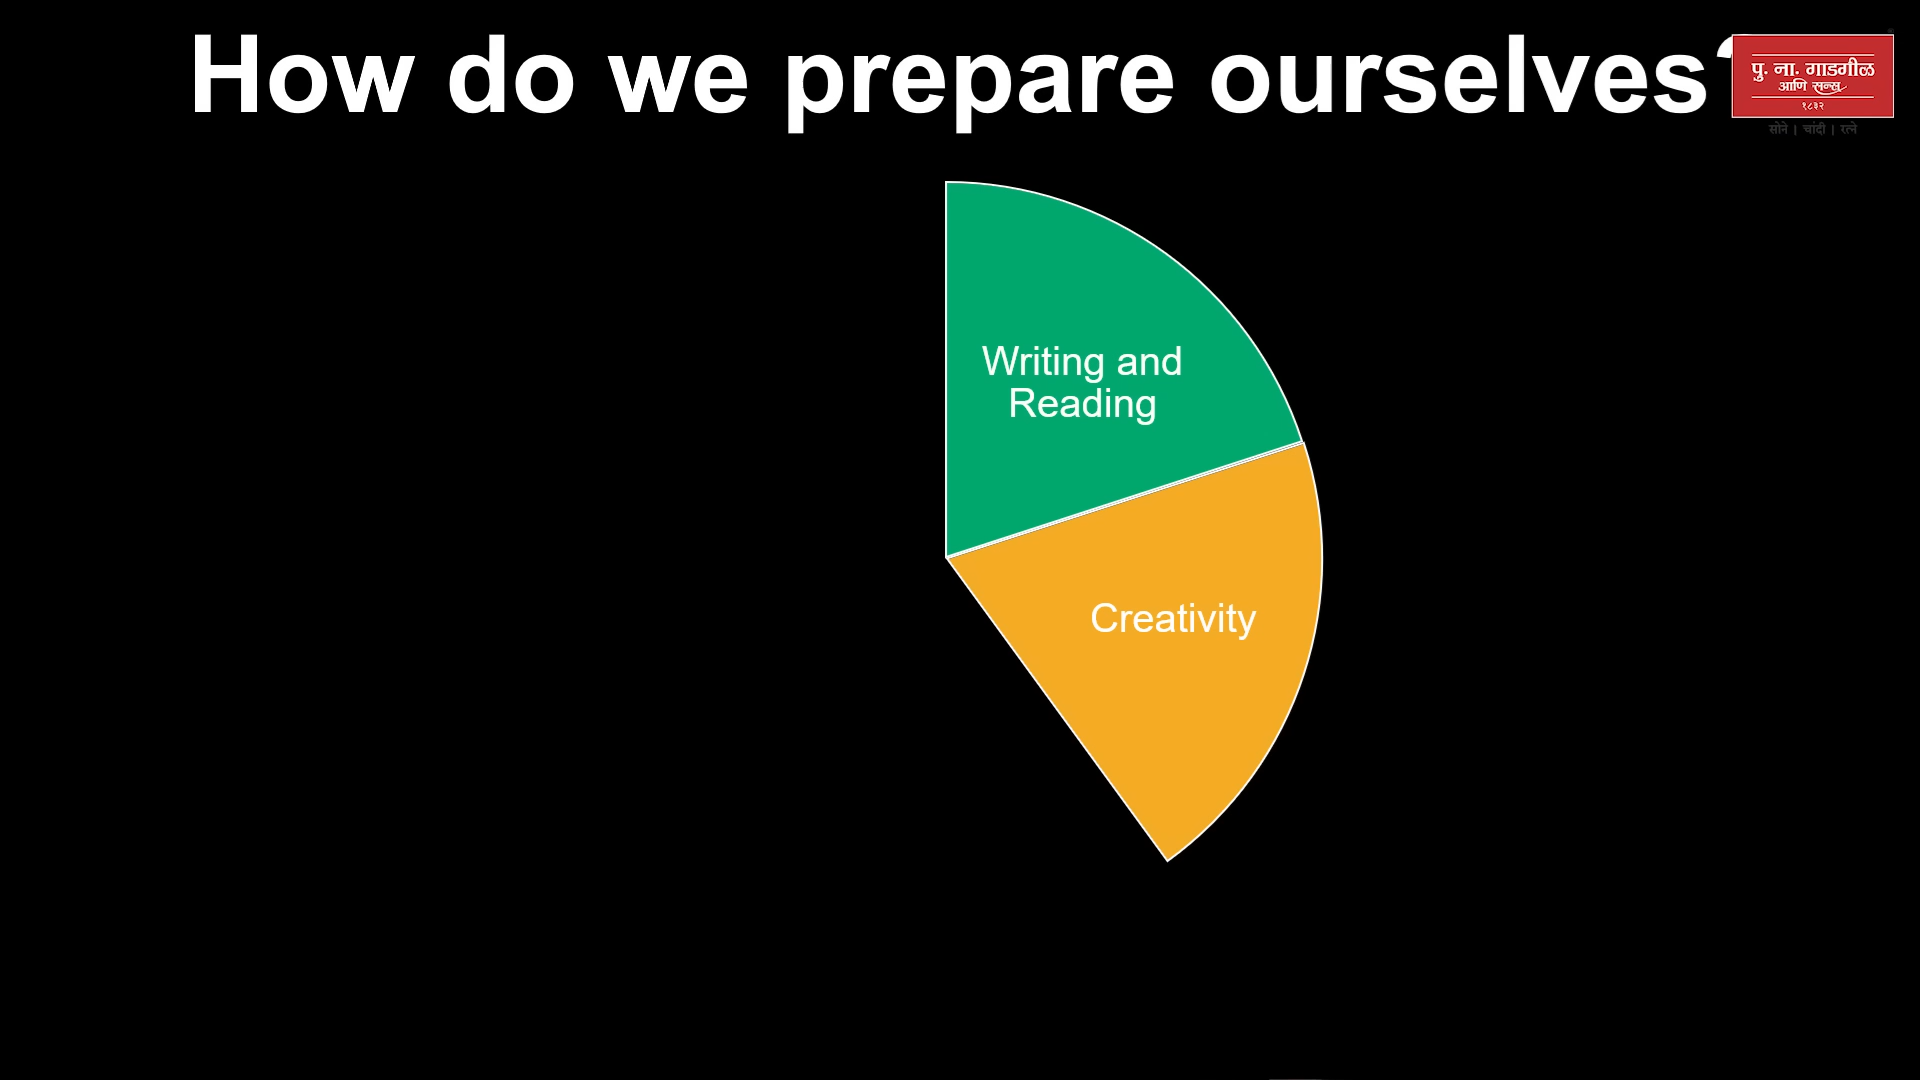 How do we prepare ourselves?
पु. ना. गाडगीळ
आणि सन्स
१८३२
सोने | चांदी | रत्ने
Writing and
Reading
Creativity